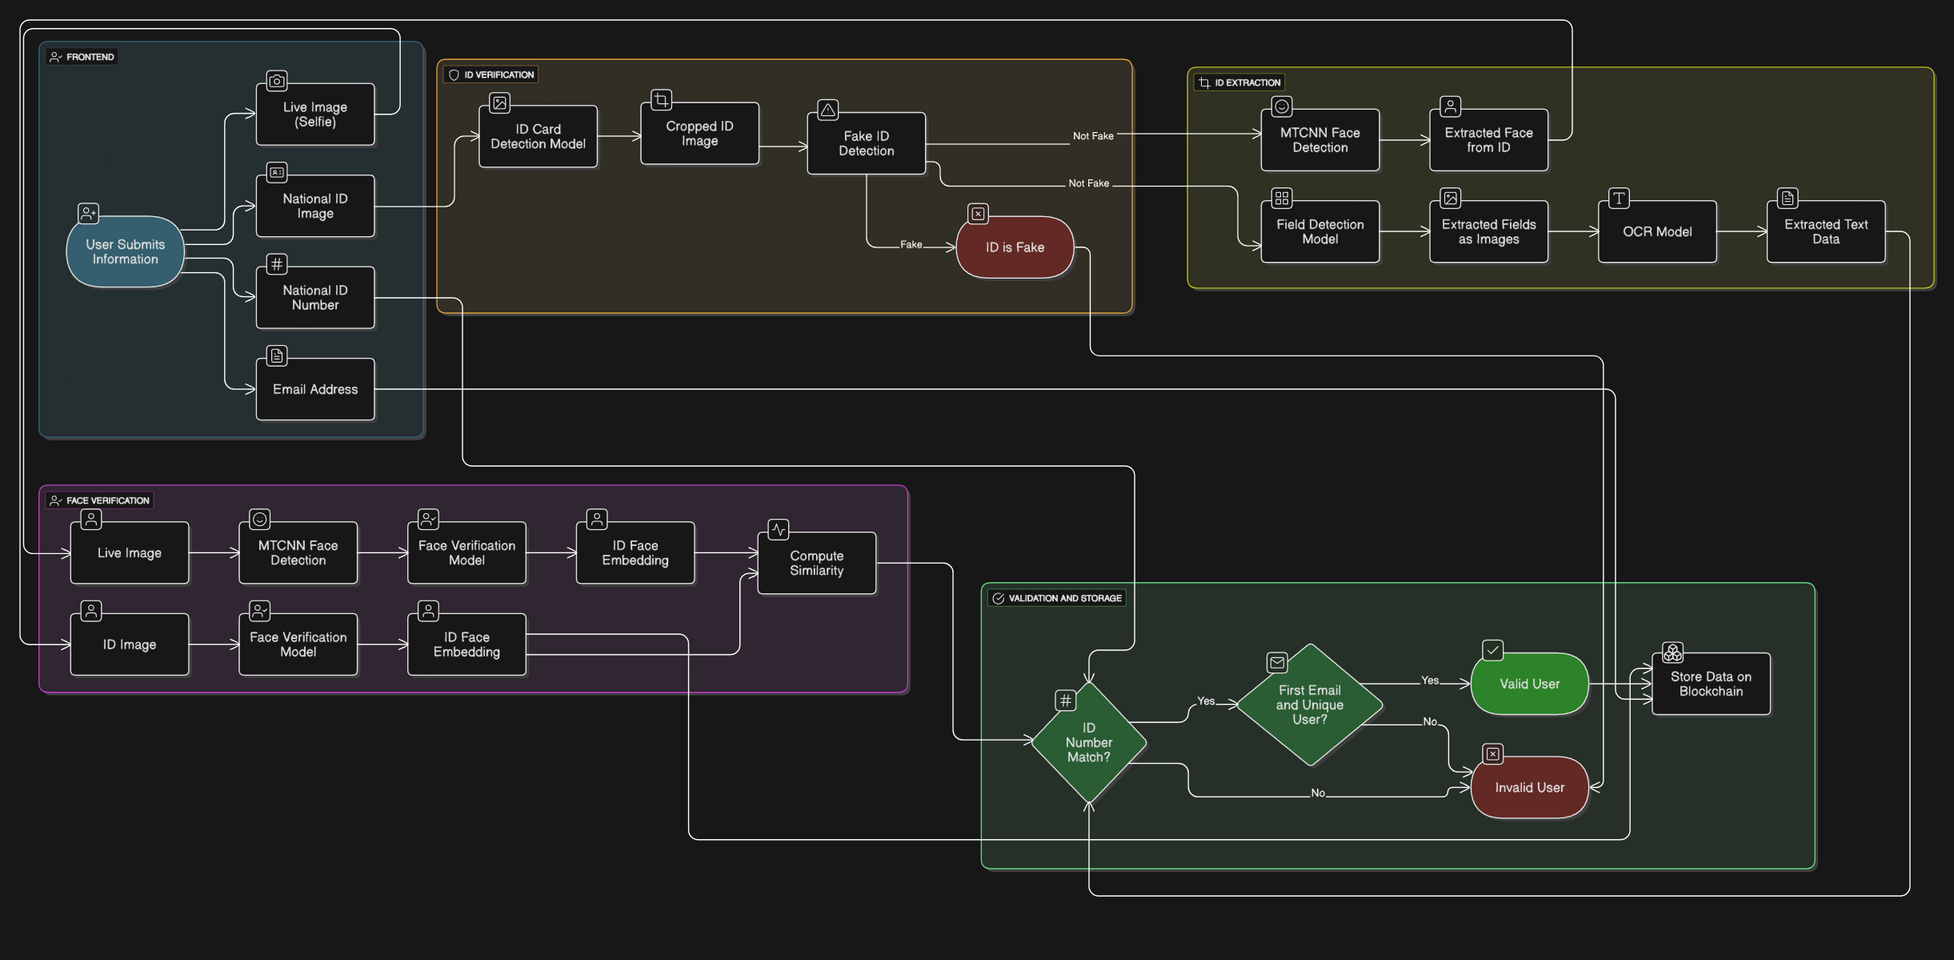 FRONTEND
Live Image
(Selfie)
National ID
Image
User Submits
Information
National ID
Number
Email Address
ID VERIFICATION
ID Card
Detection Model
Cropped ID
Image
Fake ID
Detection
Not Fake
Not Fake
Fake
ID is Fake
ID EXTRACTION
MTCNN Face
Detection
Extracted Face
from ID
Field Detection
Model
Extracted Fields
as Images
OCR Model
Extracted Text
Data
FACE VERIFICATION
Live Image
MTCNN Face
Detection
Face Verification
Model
ID Face
Embedding
Compute
Similarity
ID Image
Face Verification
Model
ID Face
Embedding
VALIDATION AND STORAGE
ID
Number
Match?
Yes
No
First Email
and Unique
User?
Yes
No
Valid User
Invalid User
Store Data on
Blockchain